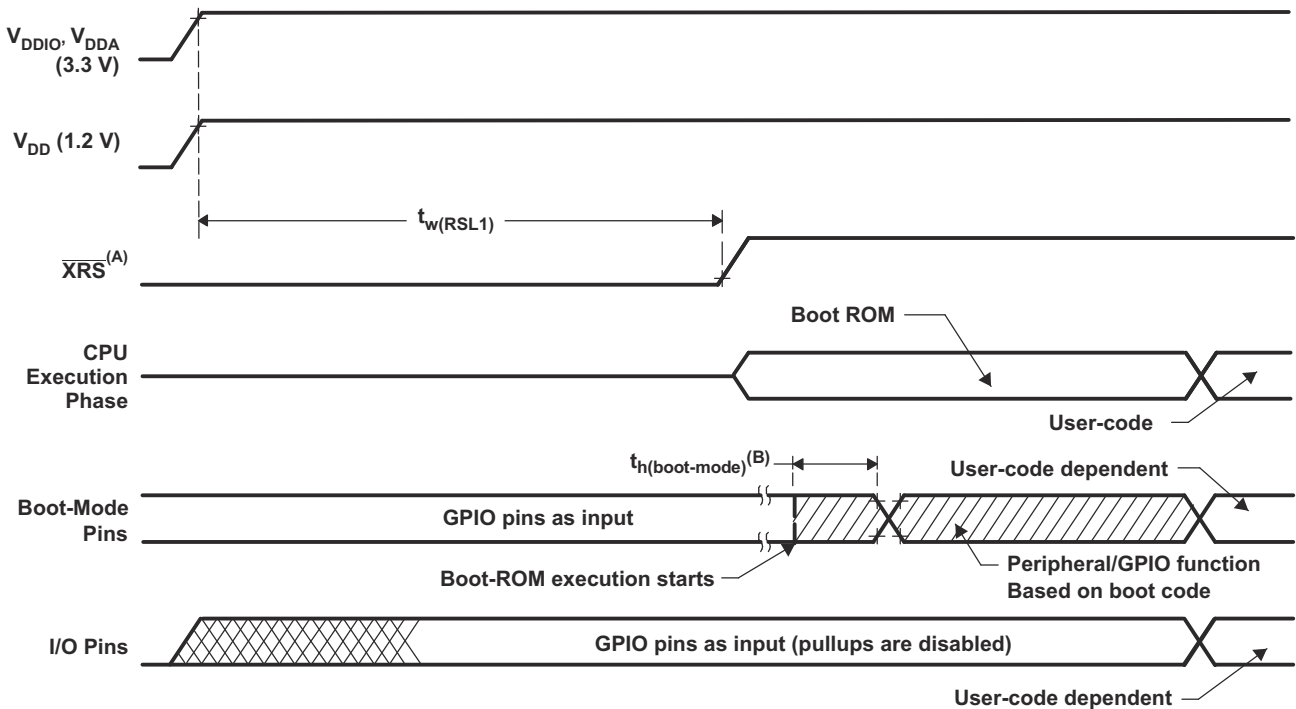 V_DDIO, V_DDA
(3.3 V)
V_DD (1.2 V)
t_w(RSL1)
X̅R̅S̅^(A)
Boot ROM
CPU
Execution
Phase
User-code
t_h(boot-mode)^(B)
User-code dependent
Boot-Mode
Pins
GPIO pins as input
Boot-ROM execution starts
Peripheral/GPIO function
Based on boot code
I/O Pins
GPIO pins as input (pullups are disabled)
User-code dependent